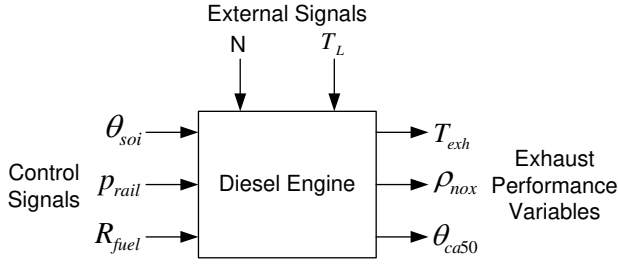 External Signals
N
T_L
θ_soi
T_exh
Control
Signals
p_rail
Diesel Engine
ρ_nox
Exhaust
Performance
Variables
R_fuel
θ_ca50